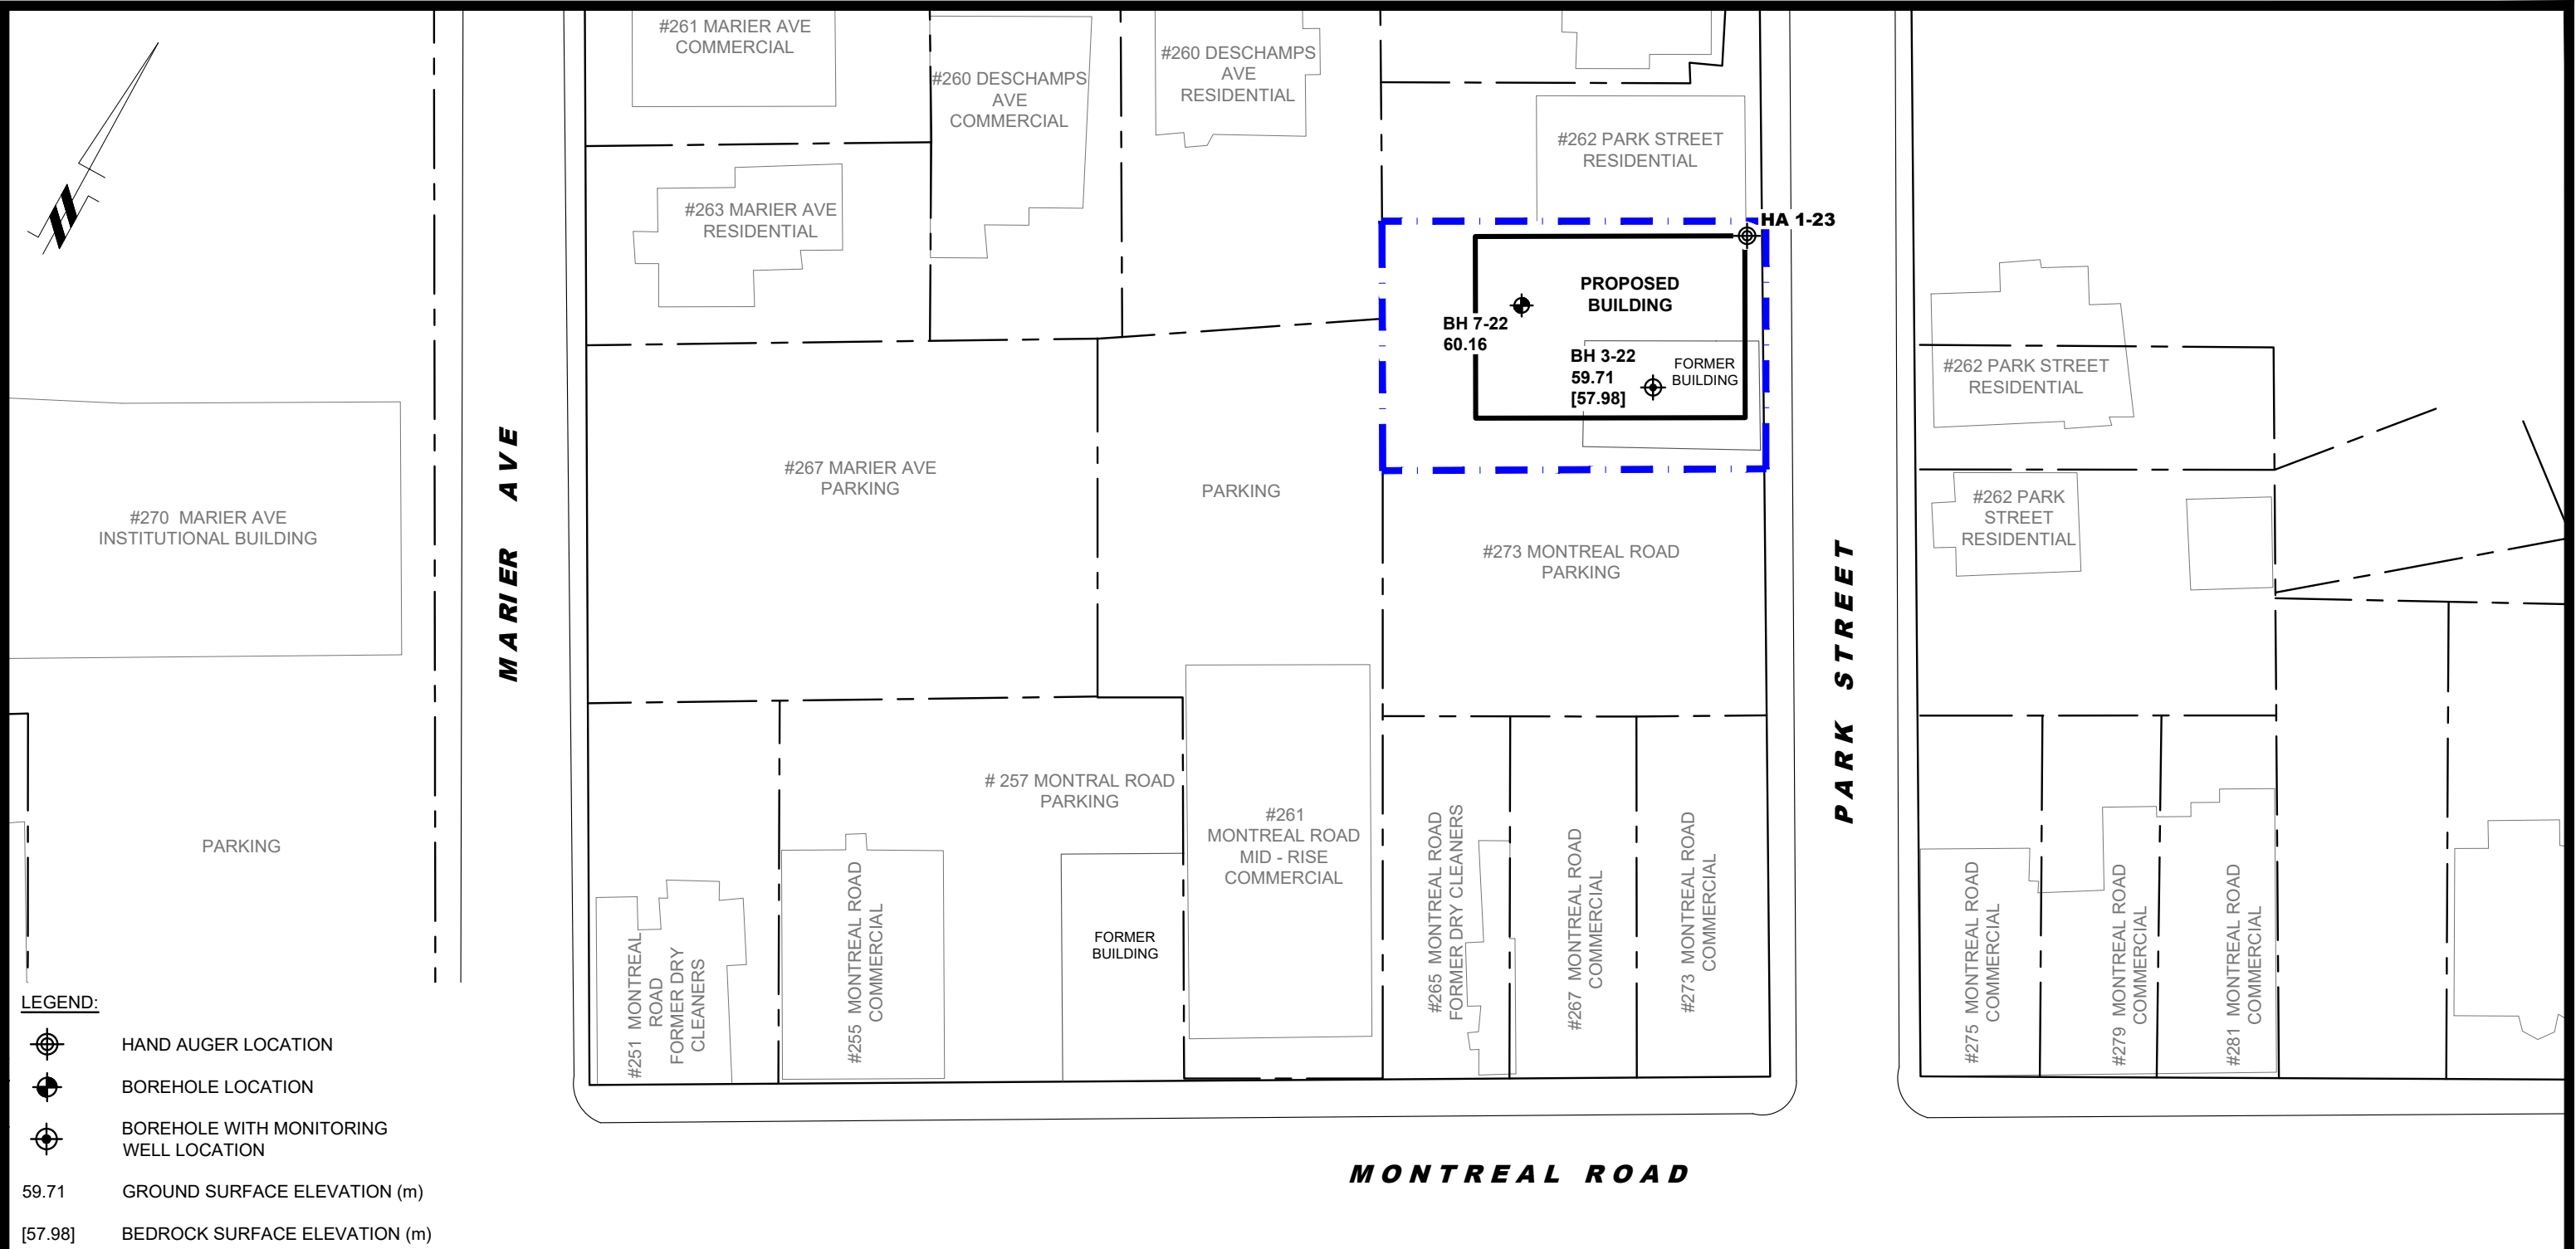 #261 MARIER AVE
COMMERCIAL
#260 DESCHAMPS
AVE
COMMERCIAL
#260 DESCHAMPS
AVE
RESIDENTIAL
#262 PARK STREET
RESIDENTIAL
#263 MARIER AVE
RESIDENTIAL
HA 1-23
PROPOSED
BUILDING
BH 7-22
60.16
BH 3-22
59.71
[57.98]
FORMER
BUILDING
#262 PARK STREET
RESIDENTIAL
#267 MARIER AVE
PARKING
PARKING
#270 MARIER AVE
INSTITUTIONAL BUILDING
MARIER AVE
#273 MONTREAL ROAD
PARKING
PARK STREET
#262 PARK
STREET
RESIDENTIAL
PARKING
# 257 MONTRAL ROAD
PARKING
#261
MONTREAL ROAD
MID - RISE
COMMERCIAL
FORMER
BUILDING
#251 MONTREAL
ROAD
FORMER DRY
CLEANERS
#255 MONTREAL ROAD
COMMERCIAL
#265 MONTREAL ROAD
FORMER DRY CLEANERS
#267 MONTREAL ROAD
COMMERCIAL
#273 MONTREAL ROAD
COMMERCIAL
#275 MONTREAL ROAD
COMMERCIAL
#279 MONTREAL ROAD
COMMERCIAL
#281 MONTREAL ROAD
COMMERCIAL
MONTREAL ROAD
LEGEND:
HAND AUGER LOCATION
BOREHOLE LOCATION
BOREHOLE WITH MONITORING
WELL LOCATION
59.71 GROUND SURFACE ELEVATION (m)
[57.98] BEDROCK SURFACE ELEVATION (m)